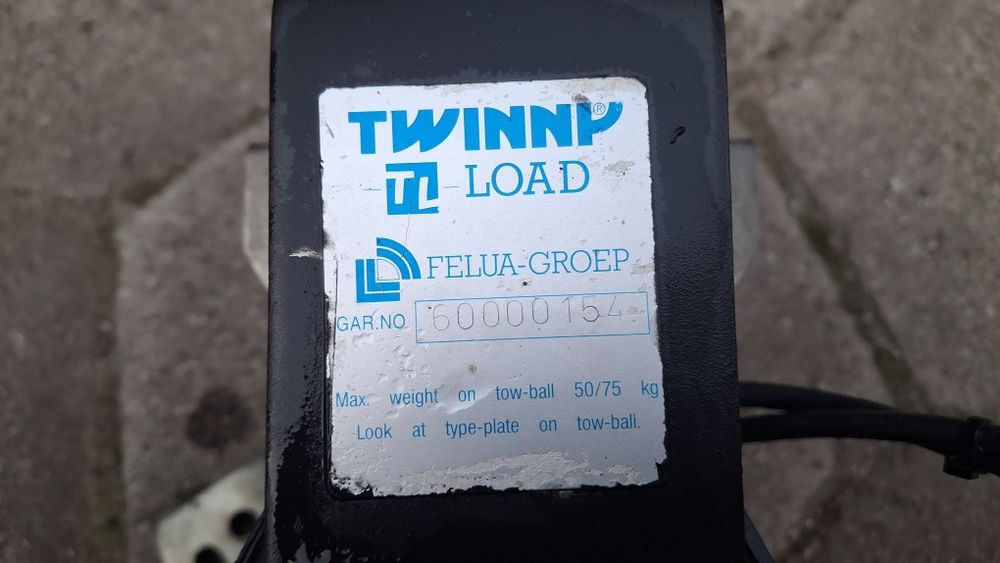 TWINNY ®
TL LOAD
FELUA-GROEP
GAR.NO 60000154
Max. weight on tow-ball 50/75 kg
Look at type-plate on tow-ball.